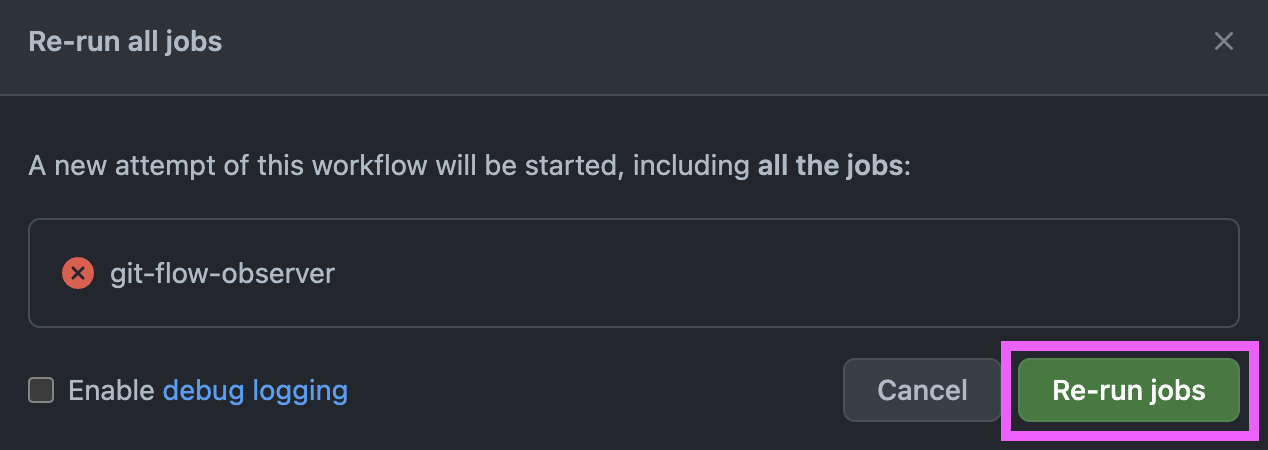 Re-run all jobs
A new attempt of this workflow will be started, including all the jobs:
git-flow-observer
Enable debug logging
Cancel
Re-run jobs